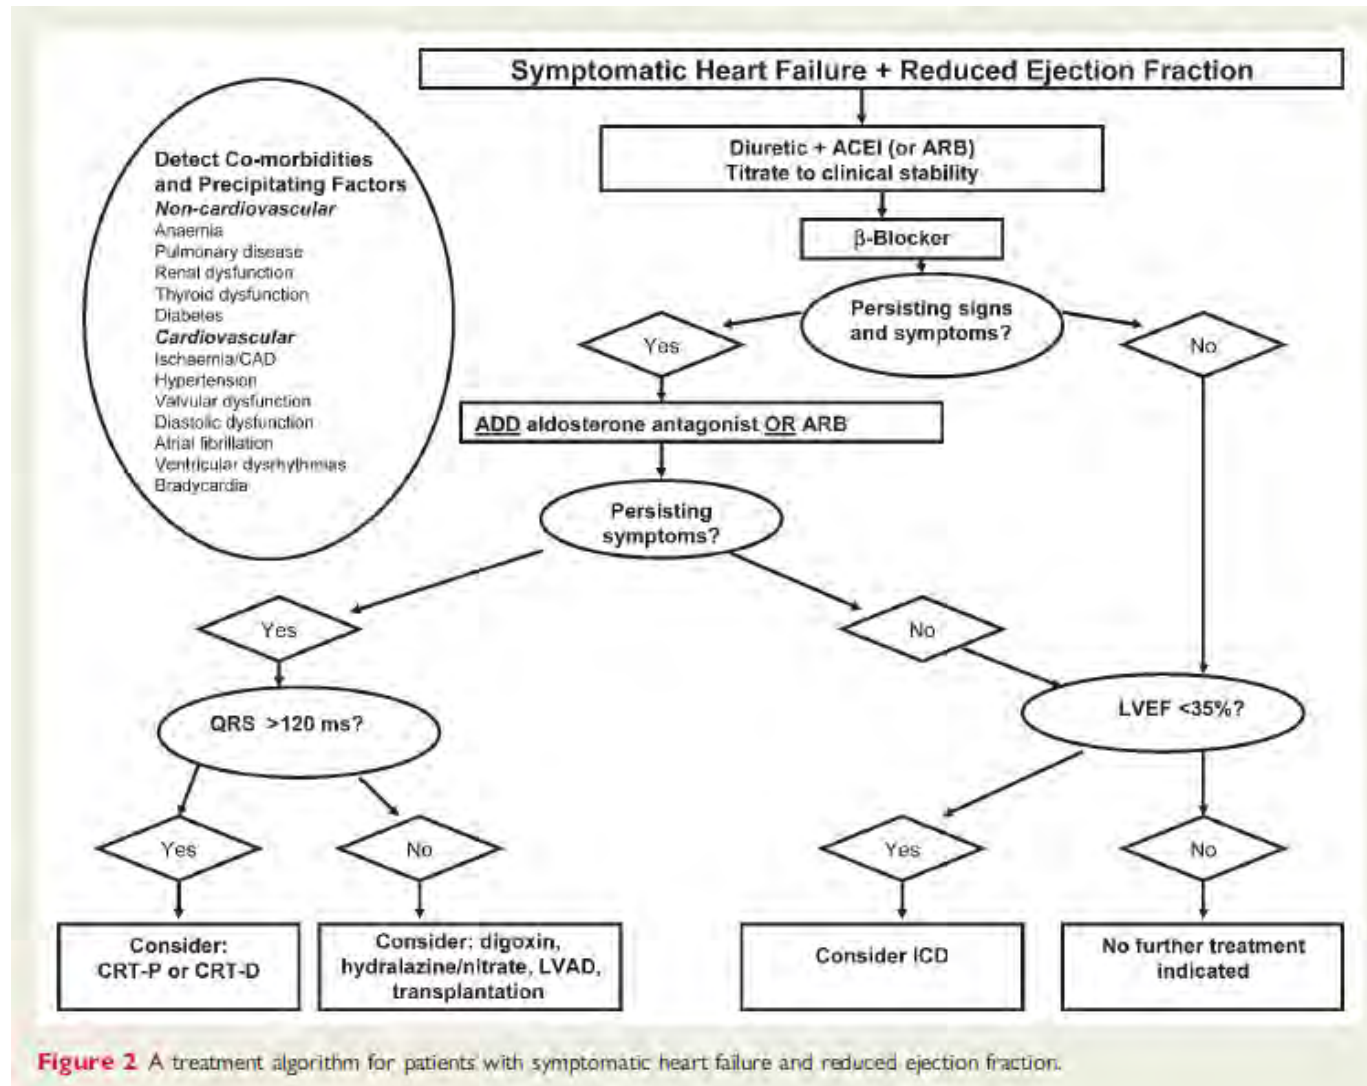 Symptomatic Heart Failure + Reduced Ejection Fraction
Diuretic + ACEI (or ARB)
Titrate to clinical stability
β-Blocker
Persisting signs
and symptoms?
Yes
No
ADD aldosterone antagonist OR ARB
Persisting
symptoms?
Yes
No
QRS >120 ms?
LVEF <35%?
Yes
No
Yes
No
Consider:
CRT-P or CRT-D
Consider: digoxin,
hydralazine/nitrate, LVAD,
transplantation
Consider ICD
No further treatment
indicated
Detect Co-morbidities
and Precipitating Factors
Non-cardiovascular
Anaemia
Pulmonary disease
Renal dysfunction
Thyroid dysfunction
Diabetes
Cardiovascular
Ischaemia/CAD
Hypertension
Valvular dysfunction
Diastolic dysfunction
Atrial fibrillation
Ventricular dysrhythmias
Bradycardia
Figure 2 A treatment algorithm for patients with symptomatic heart failure and reduced ejection fraction.